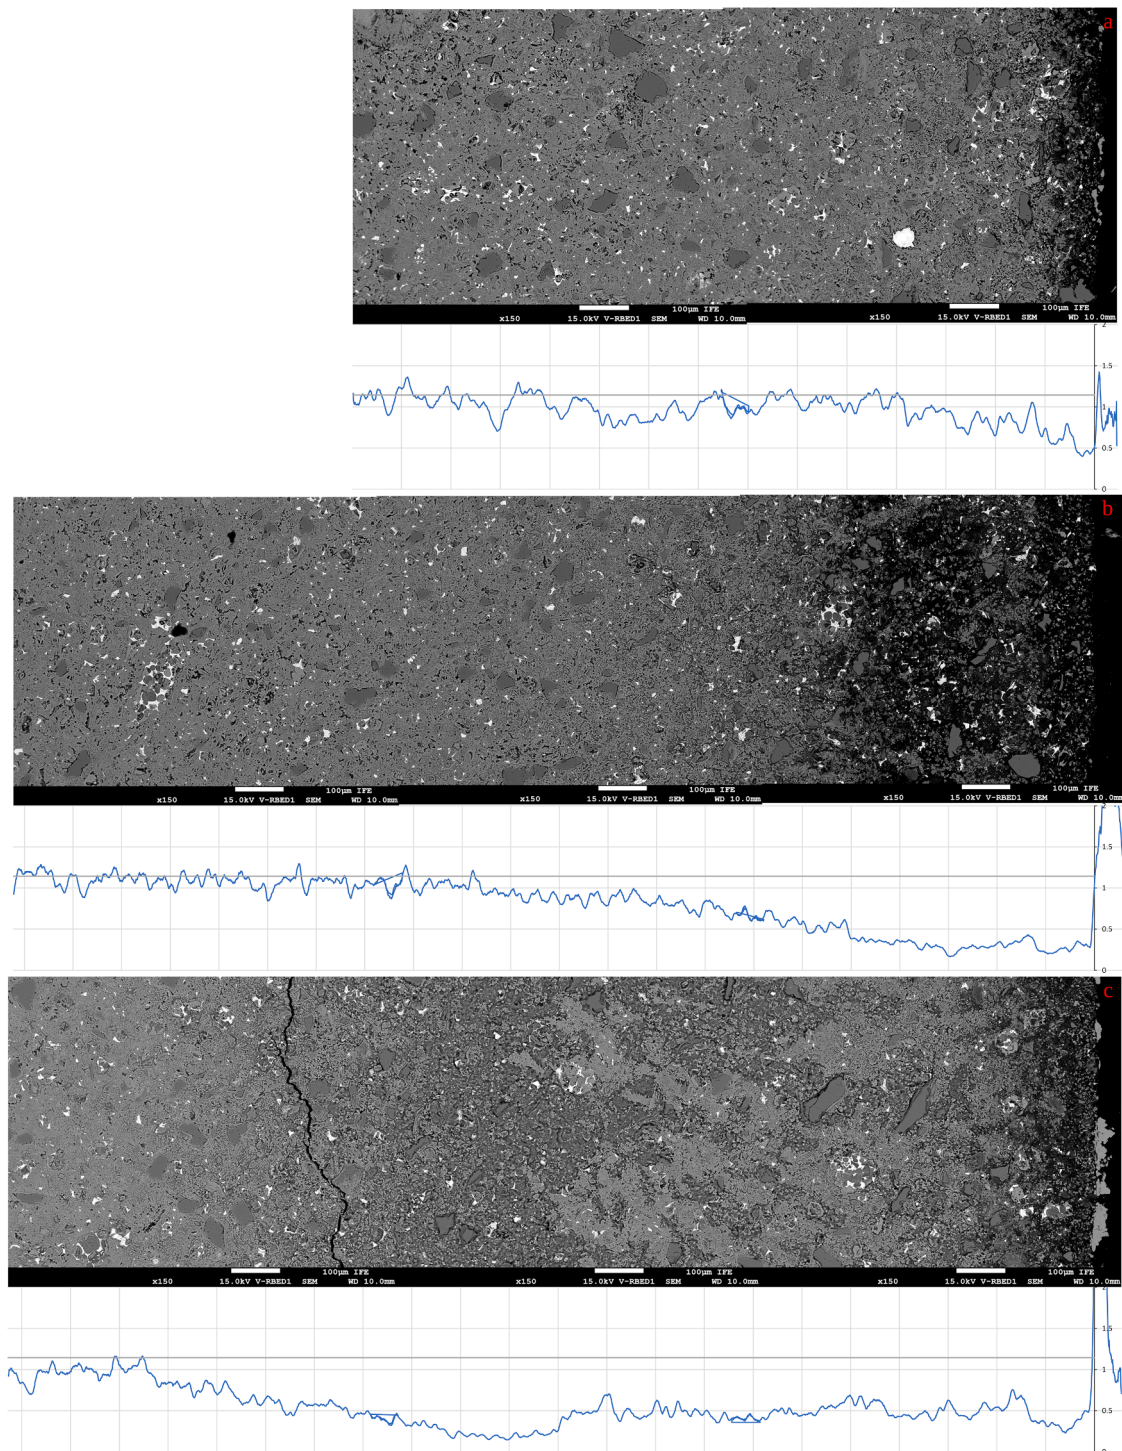 a
100μm IFE 100μm IFE
x150 15.0kV V-RBED1 SEM WD 10.0mm x150 15.0kV V-RBED1 SEM WD 10.0mm
2
1.5
1
0.5
0
b
100μm IFE 100μm IFE 100μm IFE
x150 15.0kV V-RBED1 SEM WD 10.0mm x150 15.0kV V-RBED1 SEM WD 10.0mm x150 15.0kV V-RBED1 SEM WD 10.0mm
2
1.5
1
0.5
0
c
100μm IFE 100μm IFE 100μm IFE
x150 15.0kV V-RBED1 SEM WD 10.0mm x150 15.0kV V-RBED1 SEM WD 10.0mm x150 15.0kV V-RBED1 SEM WD 10.0mm
2
1.5
1
0.5
0